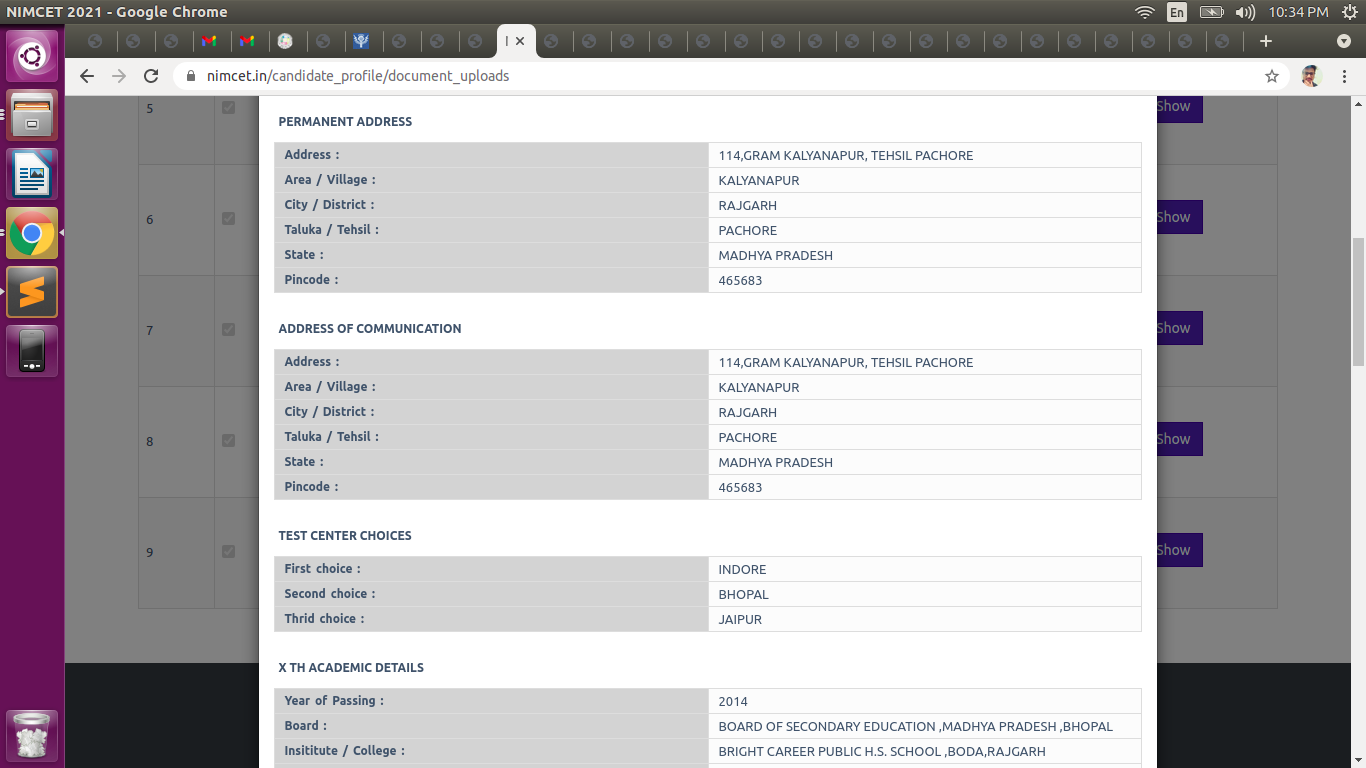 NIMCET 2021 - Google Chrome
En
10:34 PM
nimcet.in/candidate_profile/document_uploads
5
Show
PERMANENT ADDRESS
Address : 114,GRAM KALYANAPUR, TEHSIL PACHORE
Area / Village : KALYANAPUR
City / District : RAJGARH
6
Show
Taluka / Tehsil : PACHORE
State : MADHYA PRADESH
Pincode : 465683
7
Show
ADDRESS OF COMMUNICATION
Address : 114,GRAM KALYANAPUR, TEHSIL PACHORE
Area / Village : KALYANAPUR
City / District : RAJGARH
Taluka / Tehsil : PACHORE
8
Show
State : MADHYA PRADESH
Pincode : 465683
TEST CENTER CHOICES
9
Show
First choice : INDORE
Second choice : BHOPAL
Thrid choice : JAIPUR
X TH ACADEMIC DETAILS
Year of Passing : 2014
Board : BOARD OF SECONDARY EDUCATION ,MADHYA PRADESH ,BHOPAL
Insititute / College : BRIGHT CAREER PUBLIC H.S. SCHOOL ,BODA,RAJGARH